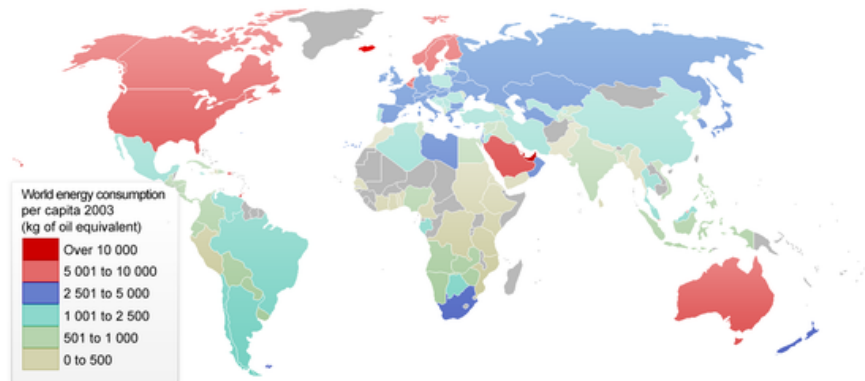 World energy consumption
per capita 2003
(kg of oil equivalent)
Over 10 000
5 001 to 10 000
2 501 to 5 000
1 001 to 2 500
501 to 1 000
0 to 500